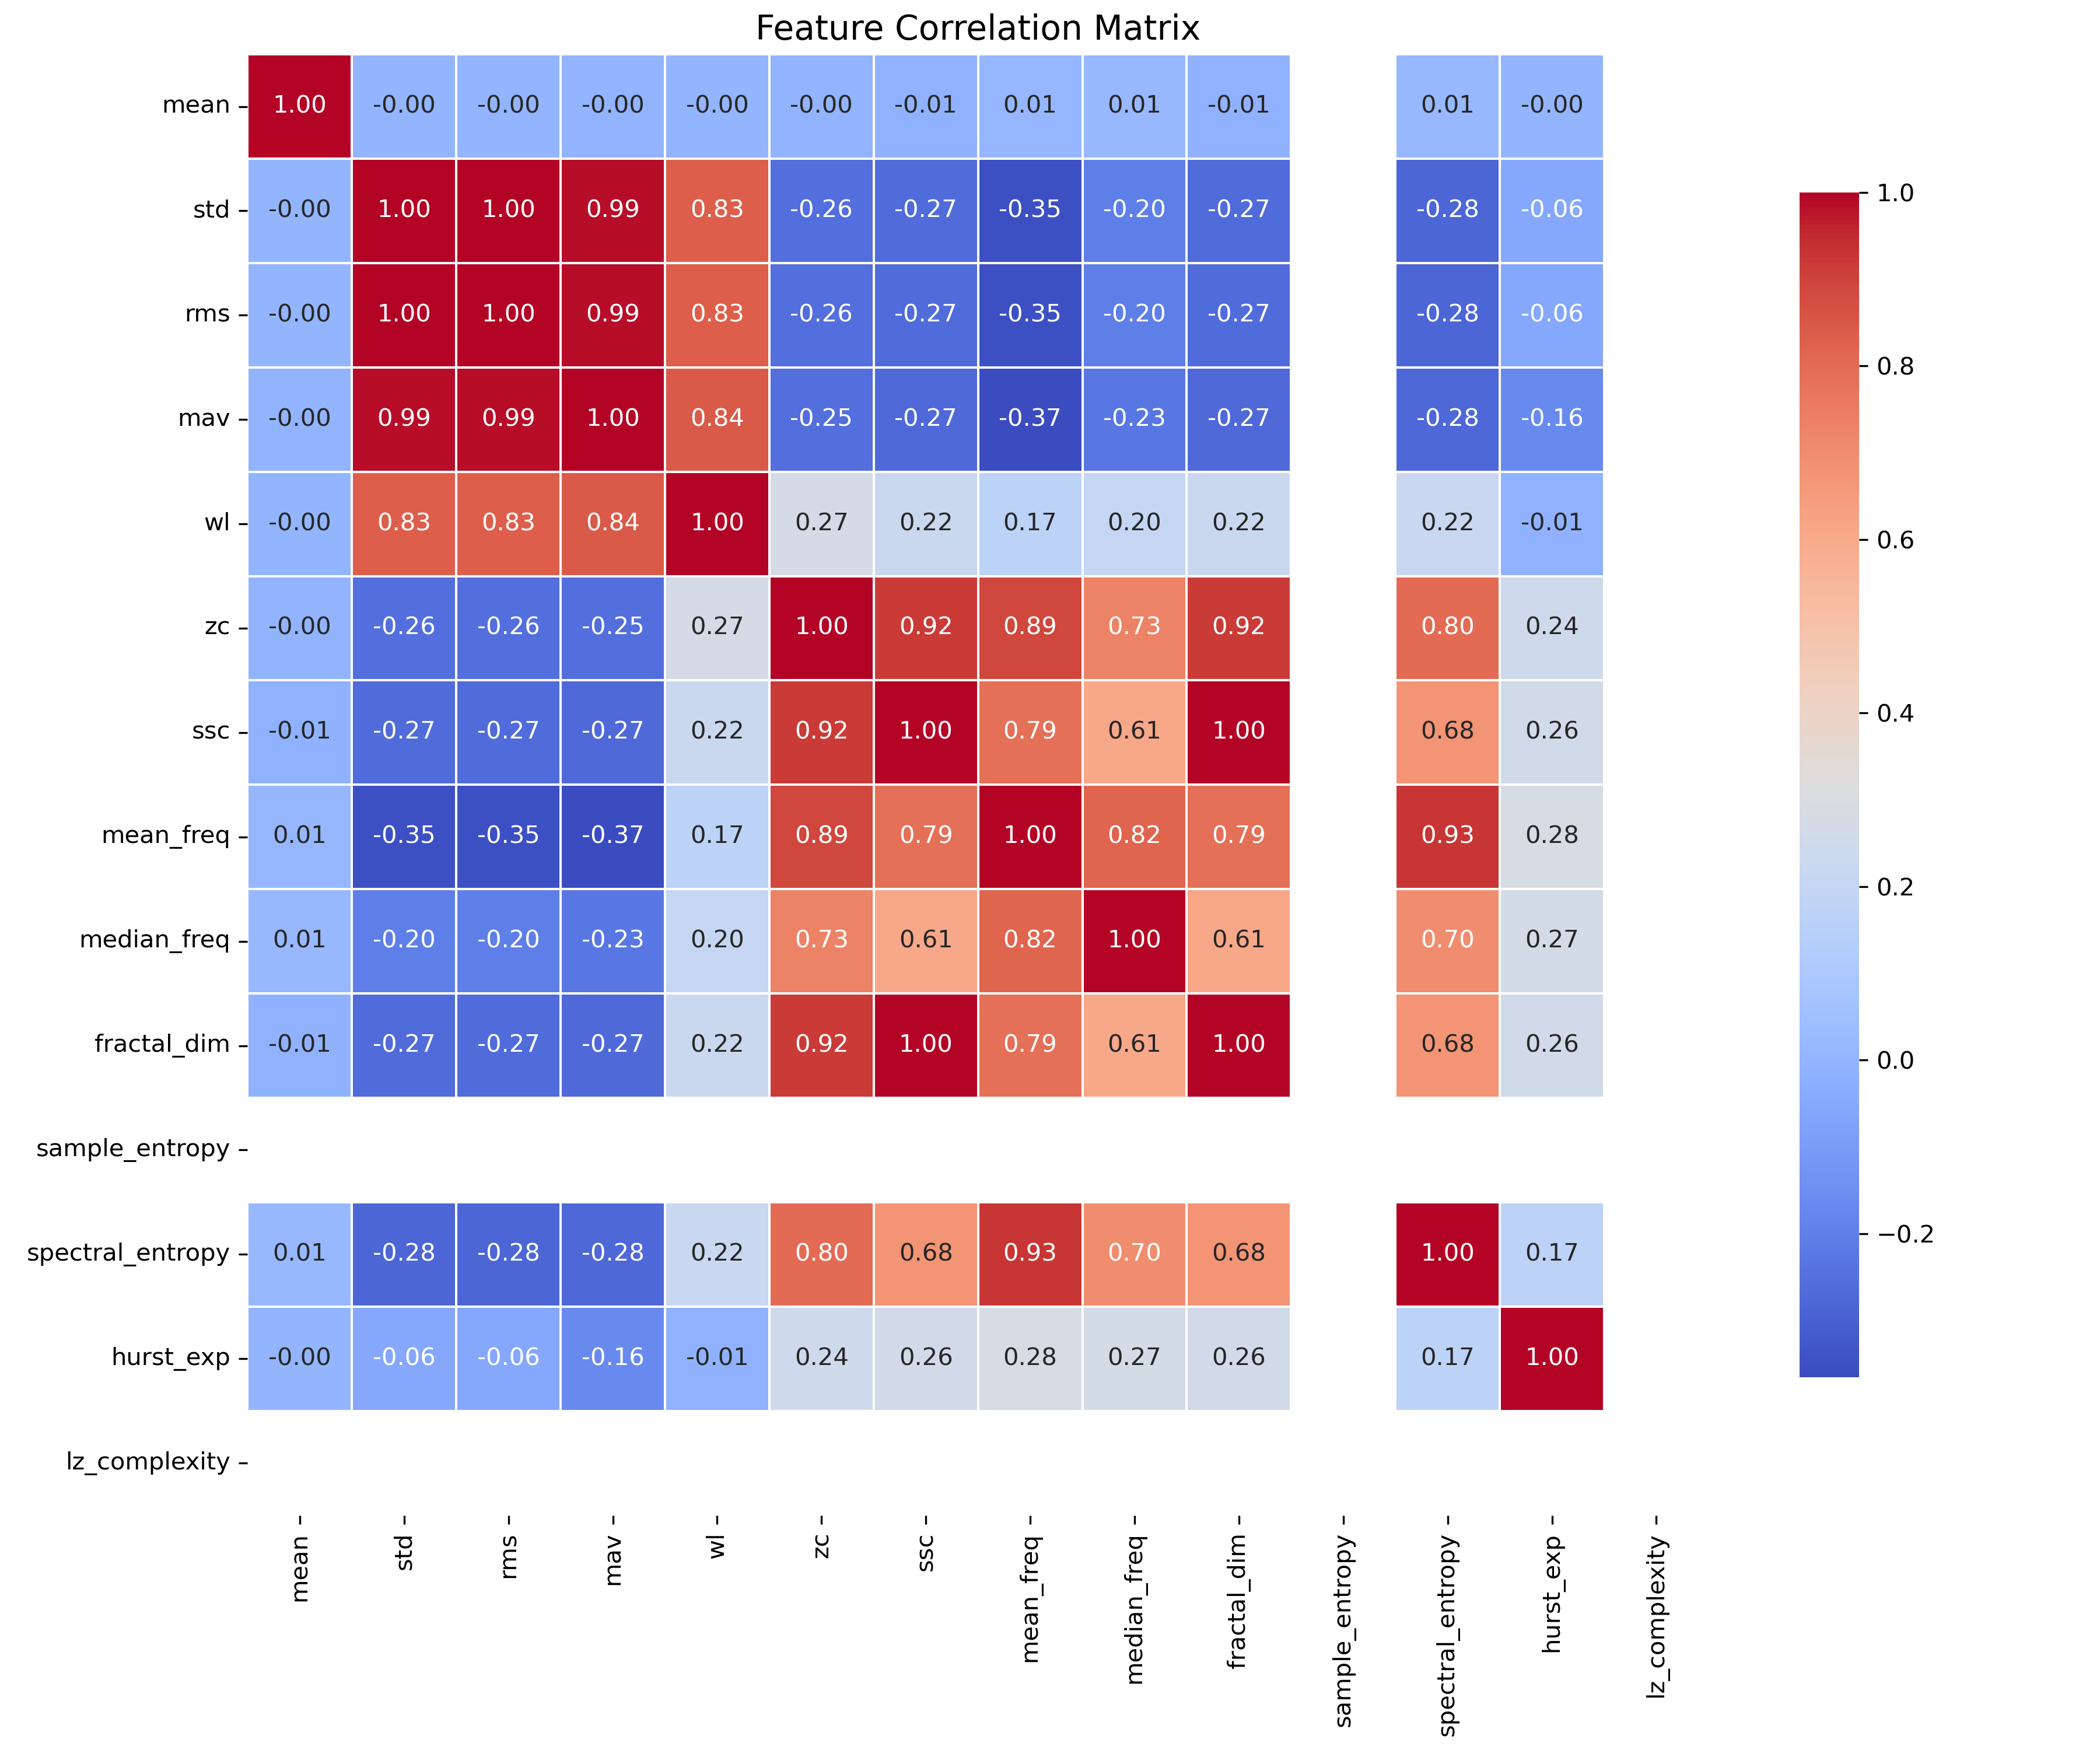 Feature Correlation Matrix
mean 1.00 -0.00 -0.00 -0.00 -0.00 -0.00 -0.01 0.01 0.01 -0.01 0.01 -0.00
std -0.00 1.00 1.00 0.99 0.83 -0.26 -0.27 -0.35 -0.20 -0.27 -0.28 -0.06
rms -0.00 1.00 1.00 0.99 0.83 -0.26 -0.27 -0.35 -0.20 -0.27 -0.28 -0.06
mav -0.00 0.99 0.99 1.00 0.84 -0.25 -0.27 -0.37 -0.23 -0.27 -0.28 -0.16
wl -0.00 0.83 0.83 0.84 1.00 0.27 0.22 0.17 0.20 0.22 0.22 -0.01
zc -0.00 -0.26 -0.26 -0.25 0.27 1.00 0.92 0.89 0.73 0.92 0.80 0.24
ssc -0.01 -0.27 -0.27 -0.27 0.22 0.92 1.00 0.79 0.61 1.00 0.68 0.26
mean_freq 0.01 -0.35 -0.35 -0.37 0.17 0.89 0.79 1.00 0.82 0.79 0.93 0.28
median_freq 0.01 -0.20 -0.20 -0.23 0.20 0.73 0.61 0.82 1.00 0.61 0.70 0.27
fractal_dim -0.01 -0.27 -0.27 -0.27 0.22 0.92 1.00 0.79 0.61 1.00 0.68 0.26
sample_entropy
spectral_entropy 0.01 -0.28 -0.28 -0.28 0.22 0.80 0.68 0.93 0.70 0.68 1.00 0.17
hurst_exp -0.00 -0.06 -0.06 -0.16 -0.01 0.24 0.26 0.28 0.27 0.26 0.17 1.00
lz_complexity
mean std rms mav wl zc ssc mean_freq median_freq fractal_dim sample_entropy spectral_entropy hurst_exp lz_complexity
1.0
0.8
0.6
0.4
0.2
0.0
−0.2